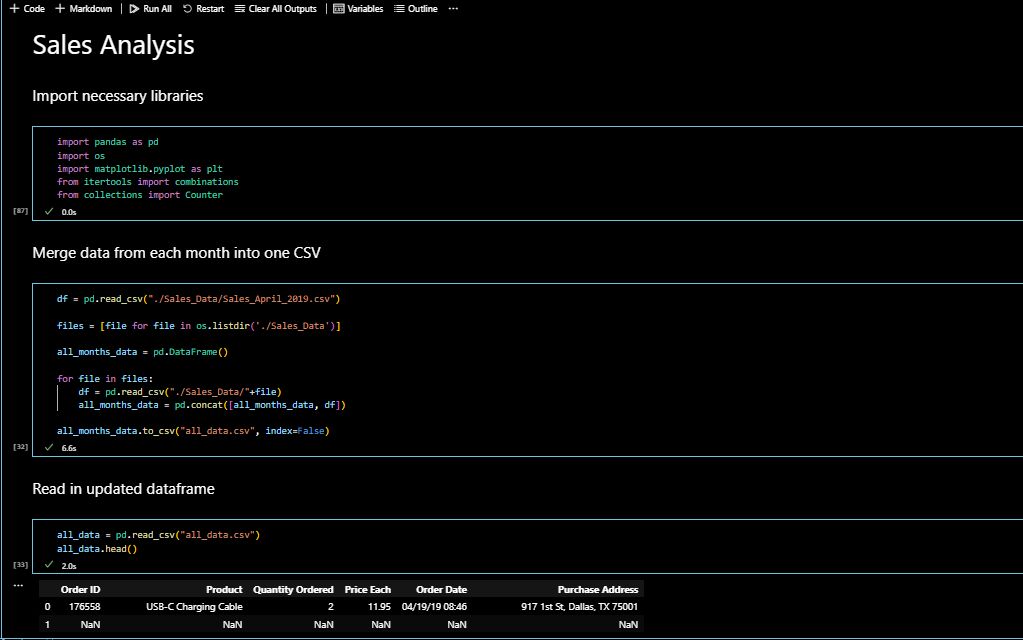 Code Markdown Run All Restart Clear All Outputs Variables Outline ...
Sales Analysis
Import necessary libraries
import pandas as pd
import os
import matplotlib.pyplot as plt
from itertools import combinations
from collections import Counter
[87] 0.0s
Merge data from each month into one CSV
df = pd.read_csv("./Sales_Data/Sales_April_2019.csv")
files = [file for file in os.listdir('./Sales_Data')]
all_months_data = pd.DataFrame()
for file in files:
    df = pd.read_csv("./Sales_Data/"+file)
    all_months_data = pd.concat([all_months_data, df])
all_months_data.to_csv("all_data.csv", index=False)
[32] 6.6s
Read in updated dataframe
all_data = pd.read_csv("all_data.csv")
all_data.head()
[33] 2.0s
...
Order ID Product Quantity Ordered Price Each Order Date Purchase Address
0 176558 USB-C Charging Cable 2 11.95 04/19/19 08:46 917 1st St, Dallas, TX 75001
1 NaN NaN NaN NaN NaN NaN